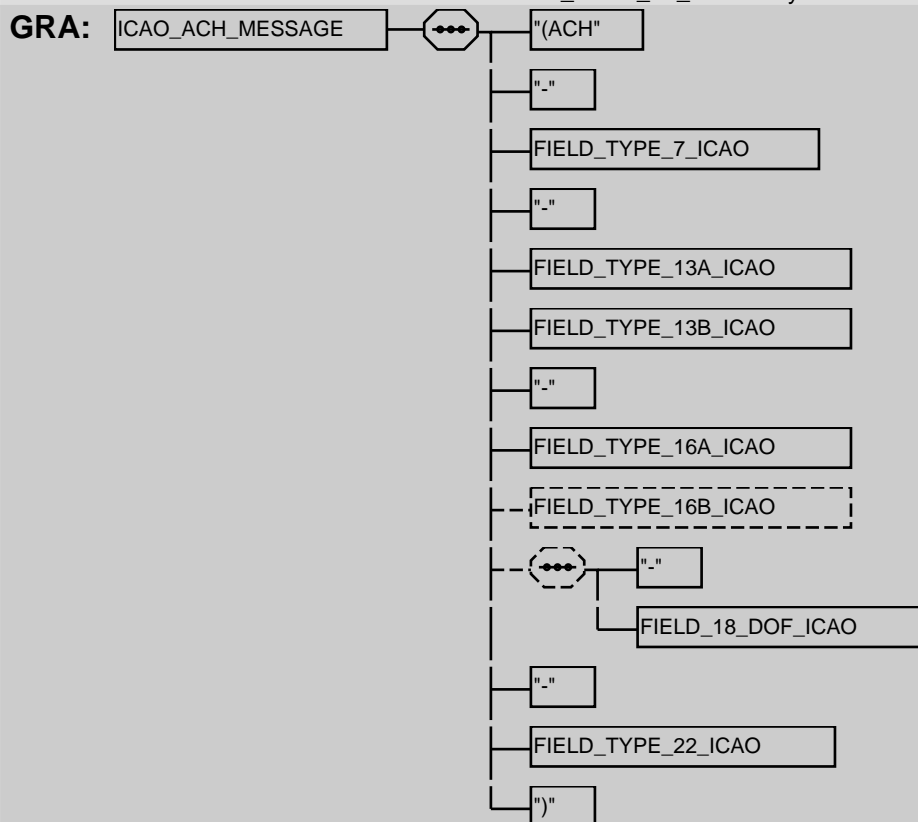 GRA:
ICAO_ACH_MESSAGE
"(ACH"
"-"
FIELD_TYPE_7_ICAO
"-"
FIELD_TYPE_13A_ICAO
FIELD_TYPE_13B_ICAO
"-"
FIELD_TYPE_16A_ICAO
FIELD_TYPE_16B_ICAO
"-"
FIELD_18_DOF_ICAO
"-"
FIELD_TYPE_22_ICAO
")"